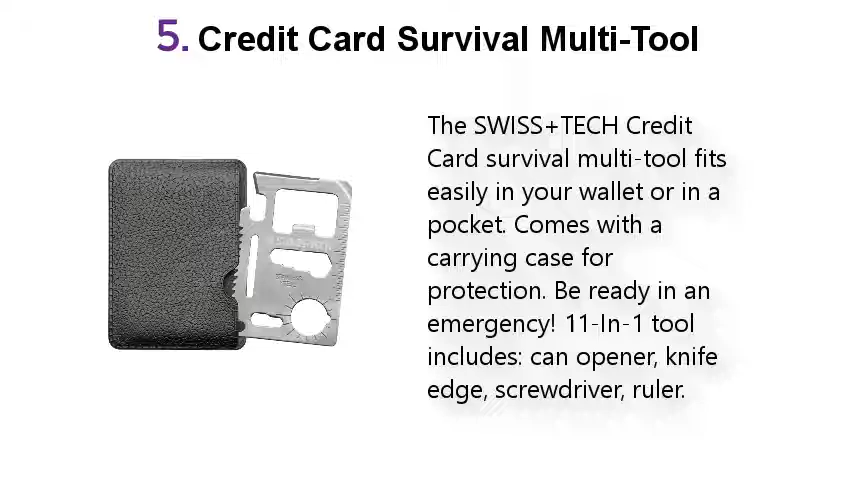 5. Credit Card Survival Multi-Tool
The SWISS+TECH Credit
Card survival multi-tool fits
easily in your wallet or in a
pocket. Comes with a
carrying case for
protection. Be ready in an
emergency! 11-In-1 tool
includes: can opener, knife
edge, screwdriver, ruler.